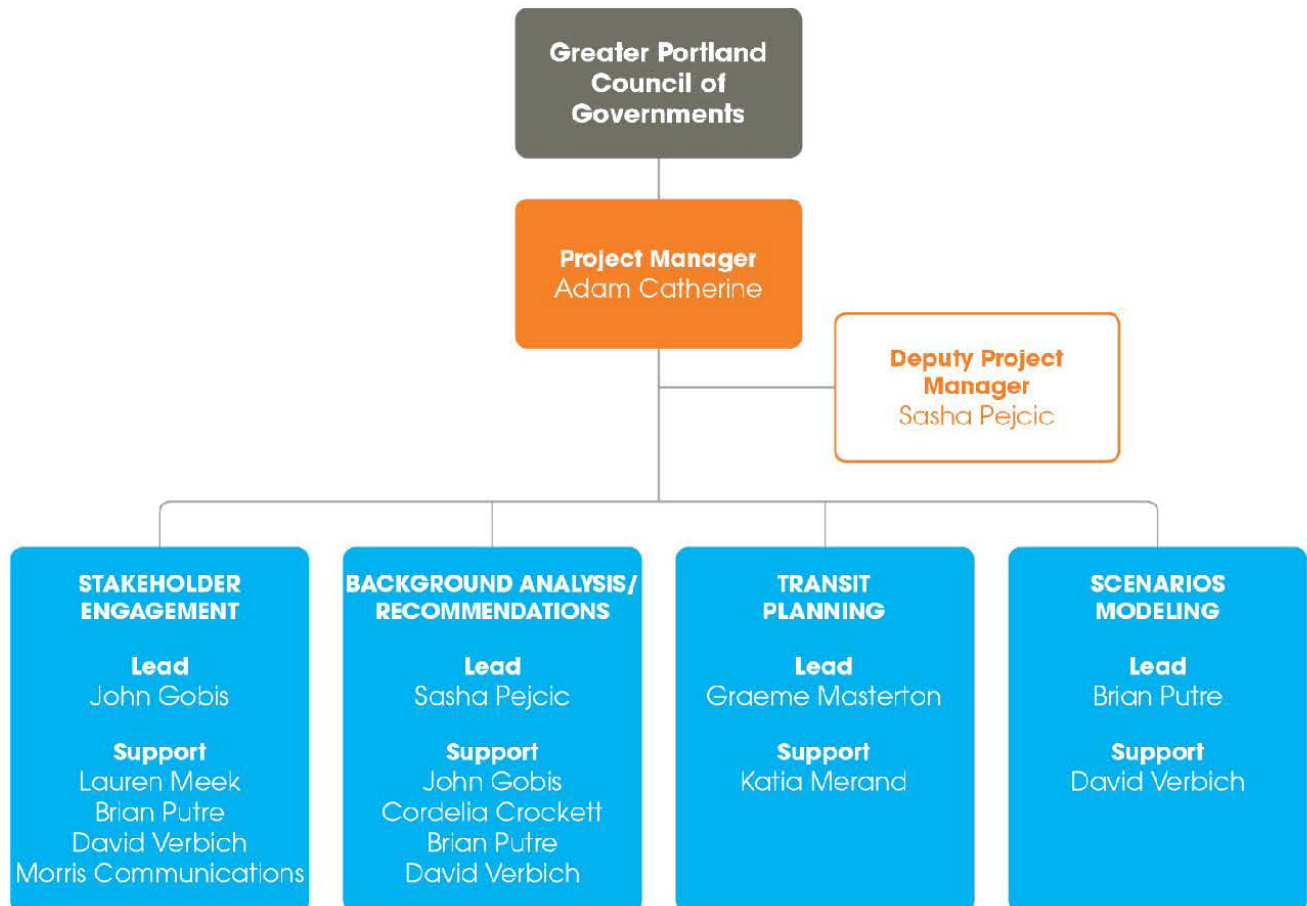 Greater Portland
Council of
Governments
Project Manager
Adam Catherine
Deputy Project
Manager
Sasha Pejcic
STAKEHOLDER
ENGAGEMENT
Lead
John Gobis
Support
Lauren Meek
Brian Putre
David Verbich
Morris Communications
BACKGROUND ANALYSIS/
RECOMMENDATIONS
Lead
Sasha Pejcic
Support
John Gobis
Cordelia Crockett
Brian Putre
David Verbich
TRANSIT
PLANNING
Lead
Graeme Masterton
Support
Katia Merand
SCENARIOS
MODELING
Lead
Brian Putre
Support
David Verbich